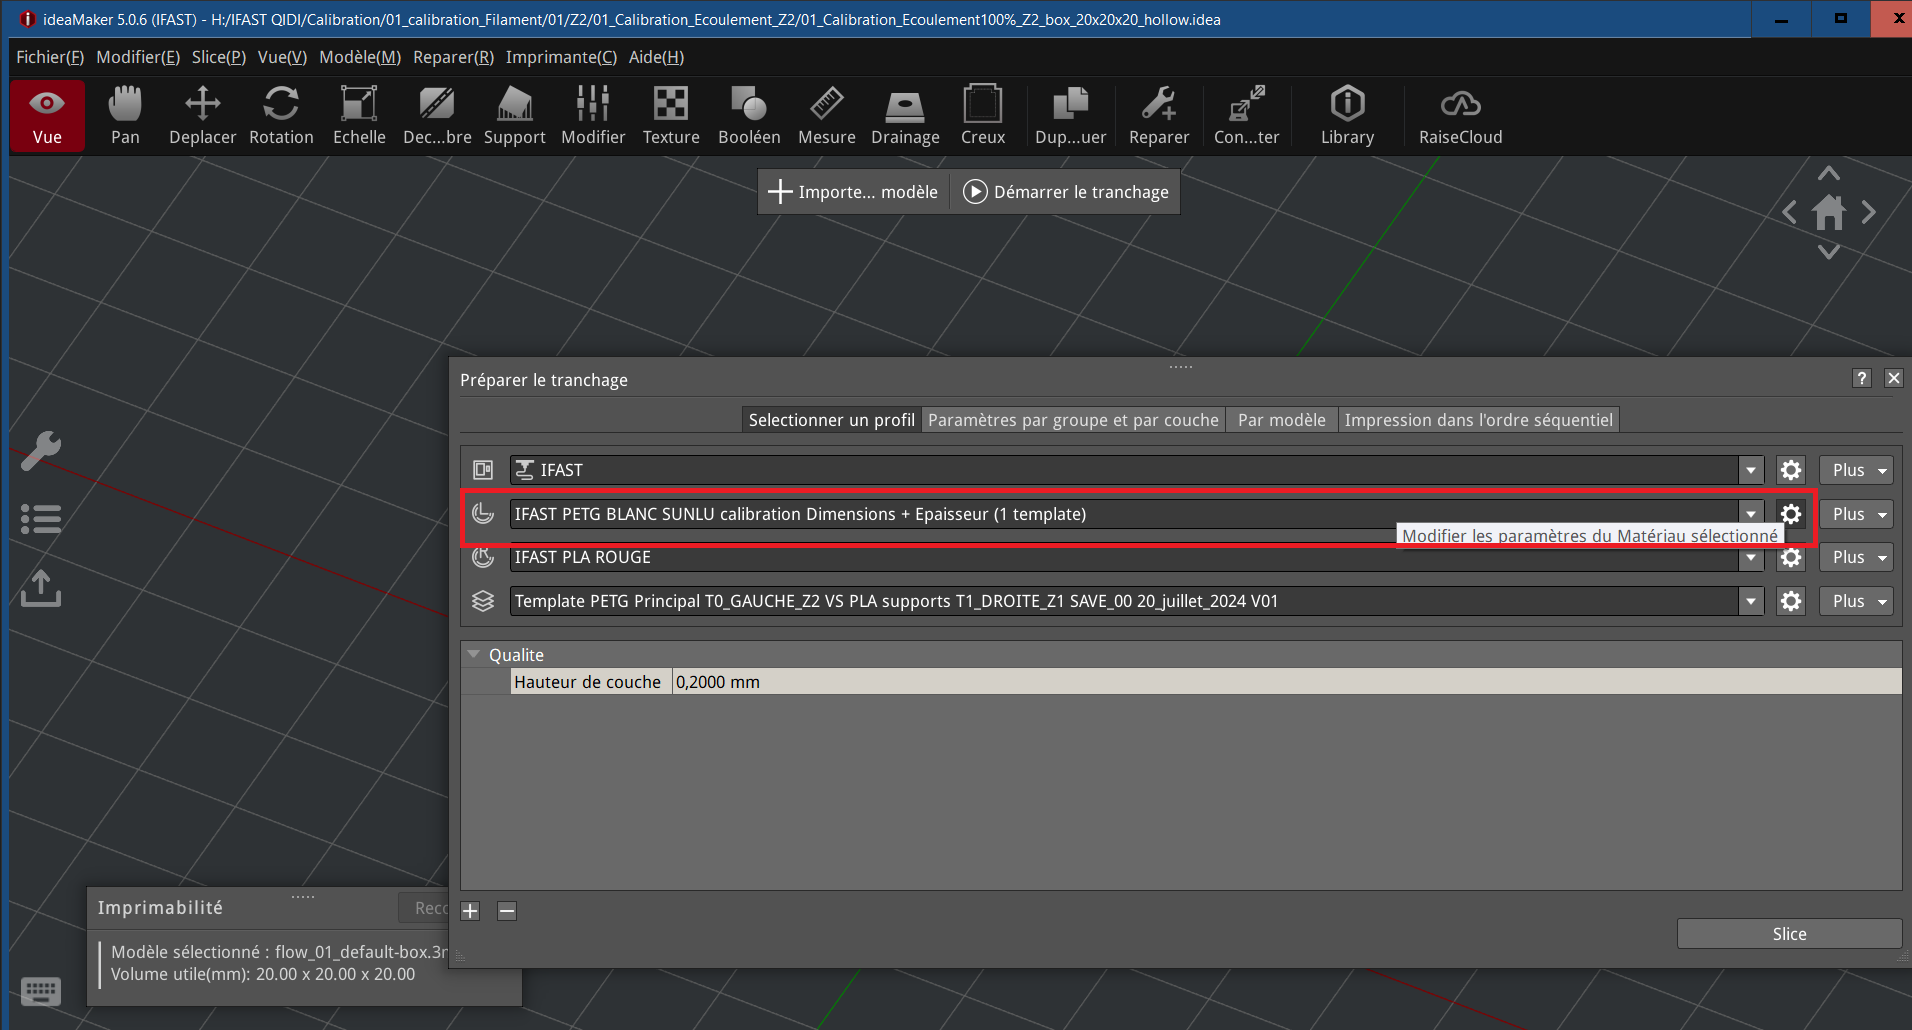 ideaMaker 5.0.6 (IFAST) - H:/IFAST QIDI/Calibration/01_calibration_Filament/01/Z2/01_Calibration_Ecoulement_Z2/01_Calibration_Ecoulement100%_Z2_box_20x20x20_hollow.idea
Fichier(F) Modifier(E) Slice(P) Vue(V) Modèle(M) Reparer(R) Imprimante(C) Aide(H)
Vue Pan Deplacer Rotation Echelle Dec...bre Support Modifier Texture Booléen Mesure Drainage Creux Dup...uer Reparer Con...ter Library RaiseCloud
Importe... modèle Démarrer le tranchage
Préparer le tranchage ?
Selectionner un profil Paramètres par groupe et par couche Par modèle Impression dans l'ordre séquentiel
IFAST Plus
L IFAST PETG BLANC SUNLU calibration Dimensions + Epaisseur (1 template) Plus
Modifier les paramètres du Matériau sélectionné
R IFAST PLA ROUGE Plus
Template PETG Principal T0_GAUCHE_Z2 VS PLA supports T1_DROITE_Z1 SAVE_00 20_juillet_2024 V01 Plus
Qualite
Hauteur de couche 0,2000 mm
Slice
Imprimabilité Reco
Modèle sélectionné : flow_01_default-box.3m
Volume utile(mm): 20.00 x 20.00 x 20.00